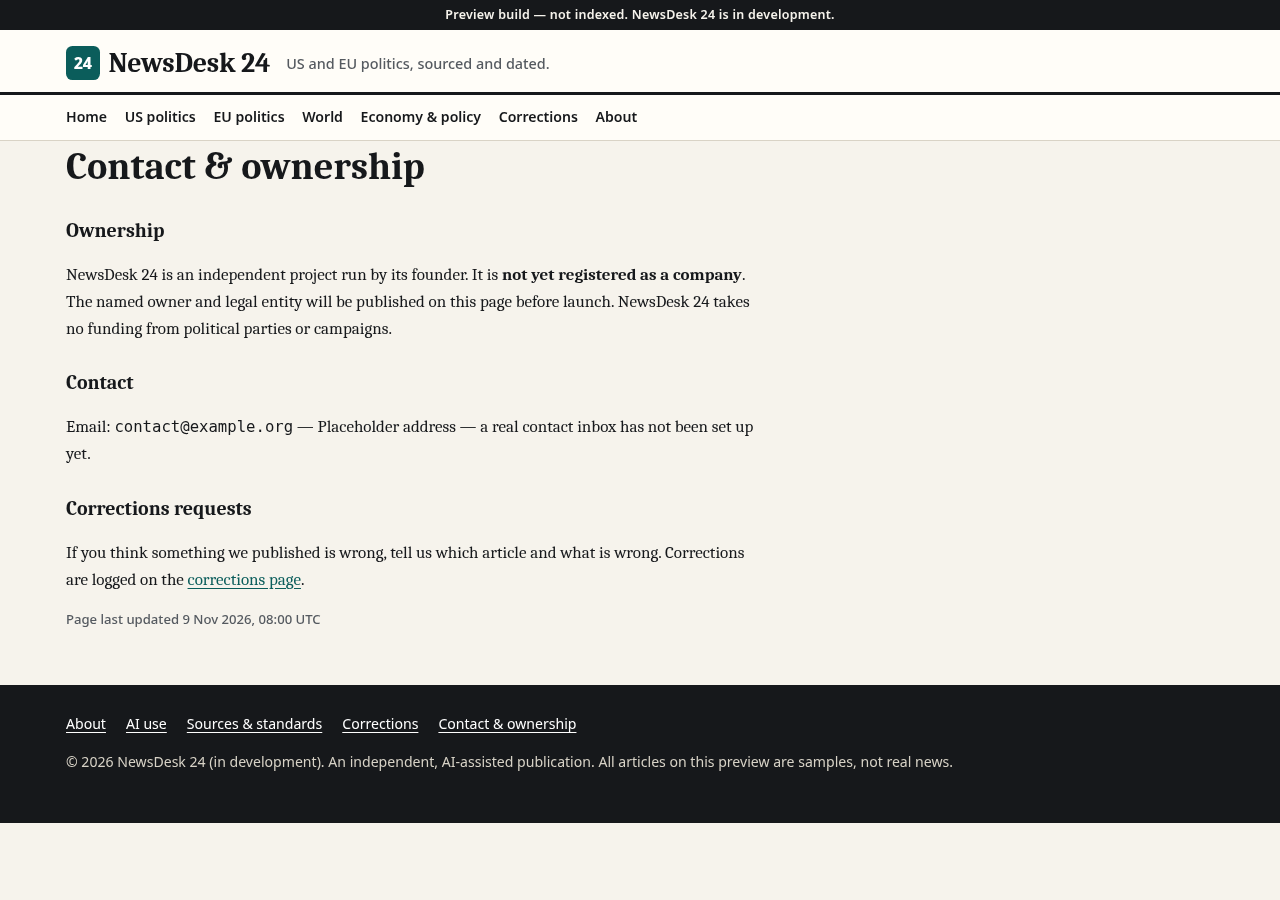 Preview build — not indexed. NewsDesk 24 is in development.
24 NewsDesk 24 US and EU politics, sourced and dated.
Home US politics EU politics World Economy & policy Corrections About
Contact & ownership
Ownership
NewsDesk 24 is an independent project run by its founder. It is not yet registered as a company.
The named owner and legal entity will be published on this page before launch. NewsDesk 24 takes
no funding from political parties or campaigns.
Contact
Email: contact@example.org — Placeholder address — a real contact inbox has not been set up
yet.
Corrections requests
If you think something we published is wrong, tell us which article and what is wrong. Corrections
are logged on the corrections page.
Page last updated 9 Nov 2026, 08:00 UTC
About AI use Sources & standards Corrections Contact & ownership
© 2026 NewsDesk 24 (in development). An independent, AI-assisted publication. All articles on this preview are samples, not real news.